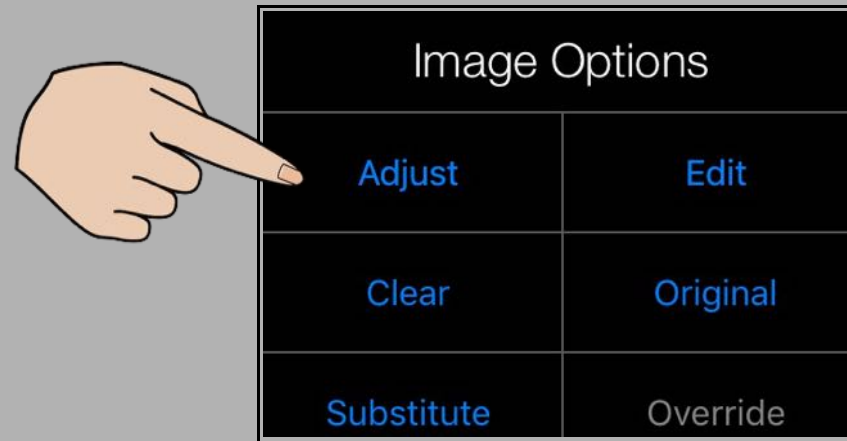 Image Options
Adjust Edit
Clear Original
Substitute Override